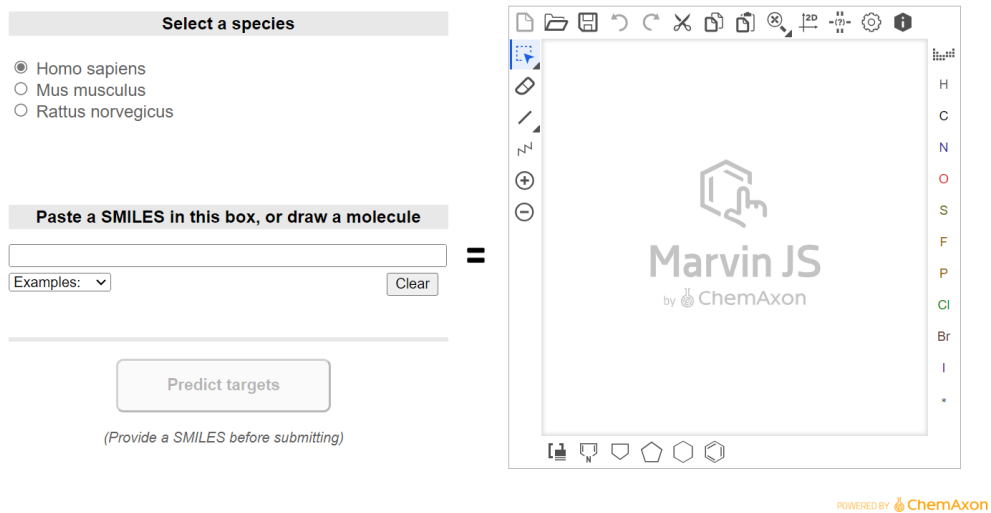 Select a species
Homo sapiens
Mus musculus
Rattus norvegicus
Paste a SMILES in this box, or draw a molecule
Examples:
Clear
=
Predict targets
(Provide a SMILES before submitting)
2D
(?)
i
H
C
N
O
S
F
P
Cl
Br
I
*
Marvin JS
by ChemAxon
N
POWERED BY ChemAxon